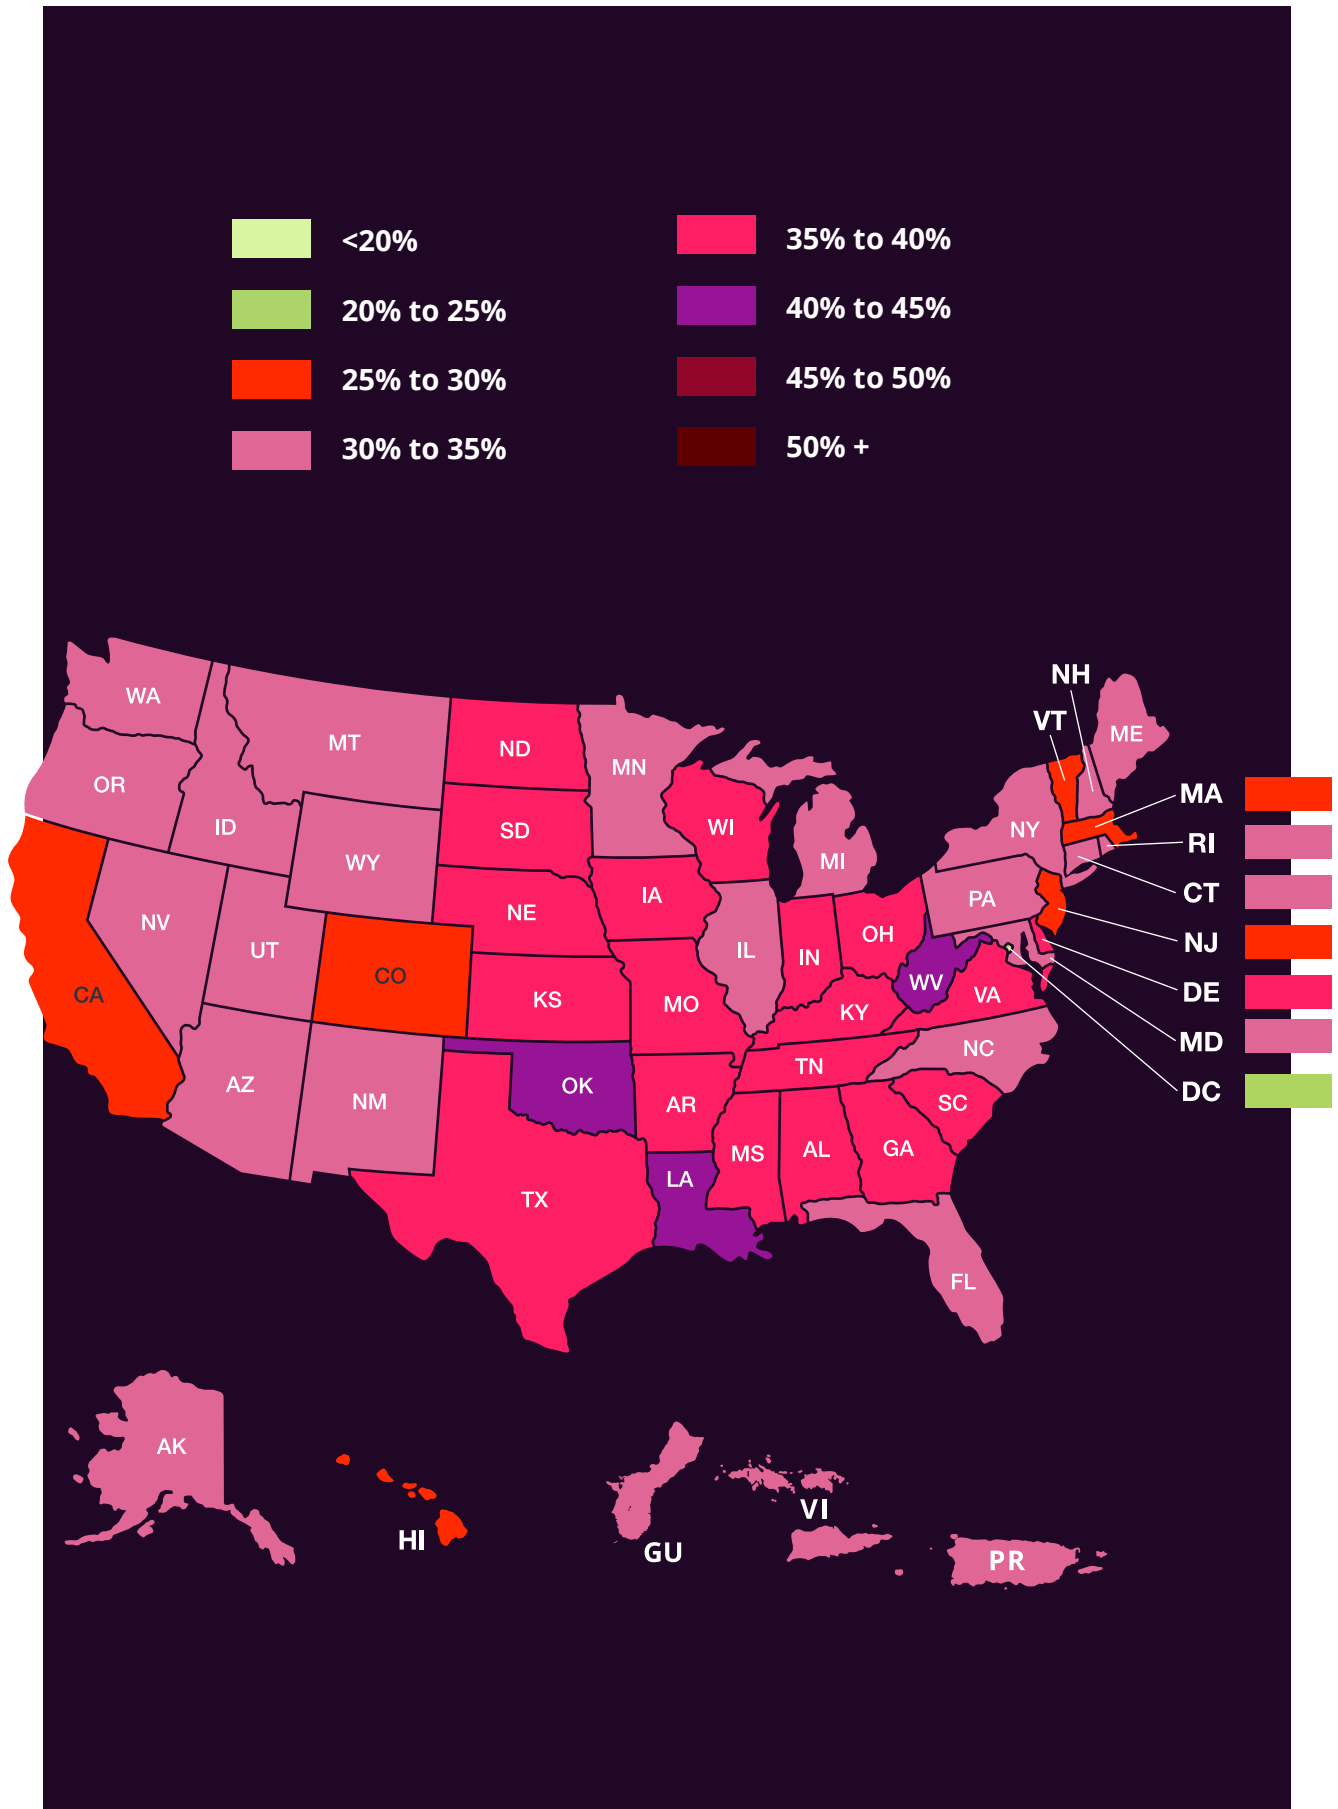 <20%
35% to 40%
20% to 25%
40% to 45%
25% to 30%
45% to 50%
30% to 35%
50% +
NH
WA
VT
ME
MT
ND
MN
OR
MA
ID
SD
WI
NY
RI
WY
MI
IA
PA
CT
NV
NE
OH
UT
IL
IN
NJ
CO
WV
CA
KS
MO
VA
DE
KY
NC
MD
TN
AZ
OK
DC
NM
AR
SC
MS
AL
GA
LA
TX
FL
AK
HI
VI
GU
PR